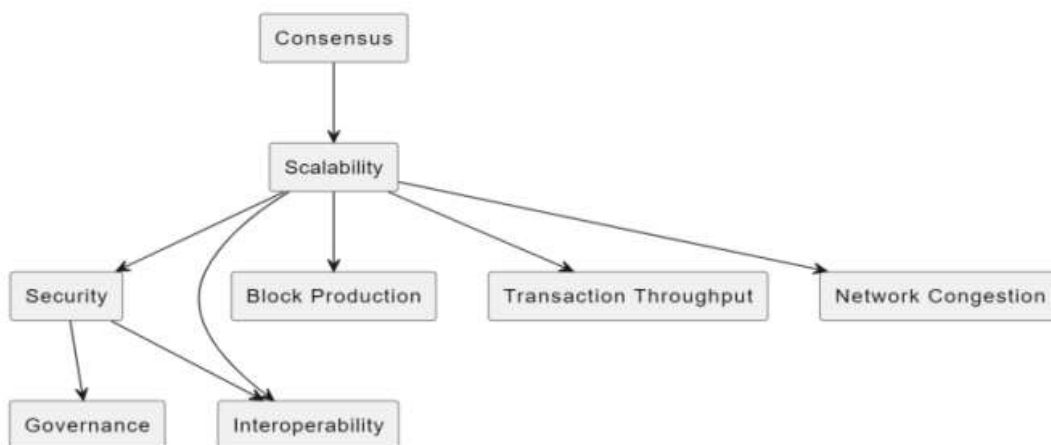 Consensus
Scalability
Security
Block Production
Transaction Throughput
Network Congestion
Governance
Interoperability